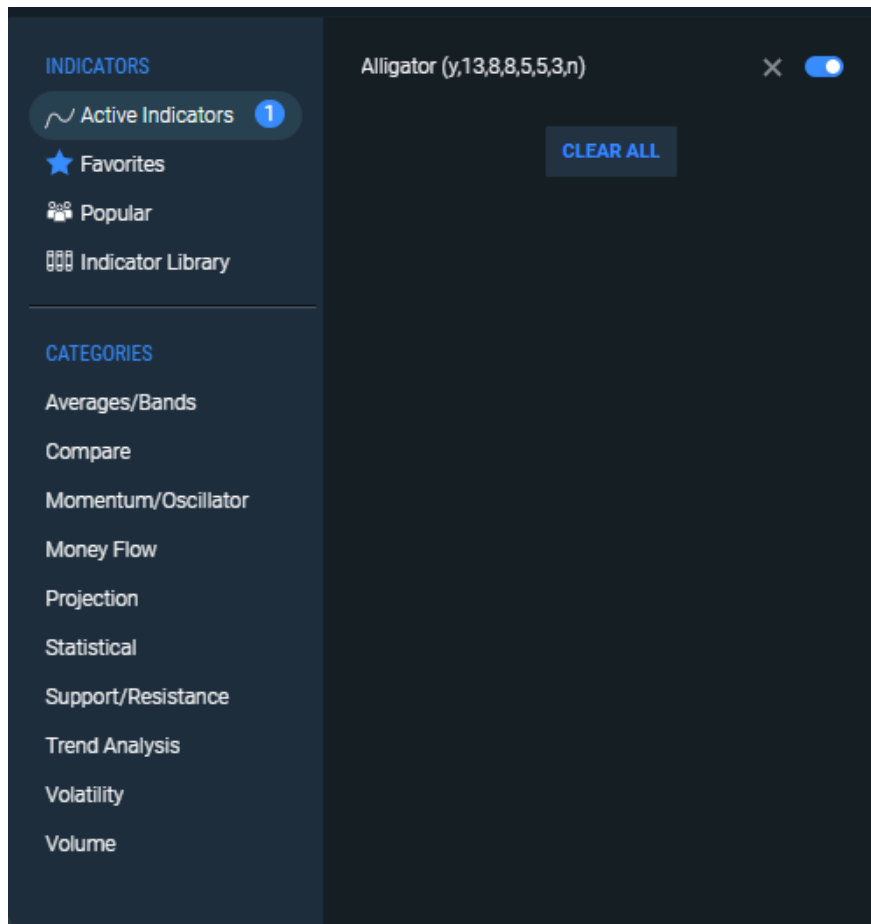 INDICATORS
Active Indicators 1
Favorites
Popular
Indicator Library
CATEGORIES
Averages/Bands
Compare
Momentum/Oscillator
Money Flow
Projection
Statistical
Support/Resistance
Trend Analysis
Volatility
Volume
Alligator (y,13,8,8,5,5,3,n)
CLEAR ALL